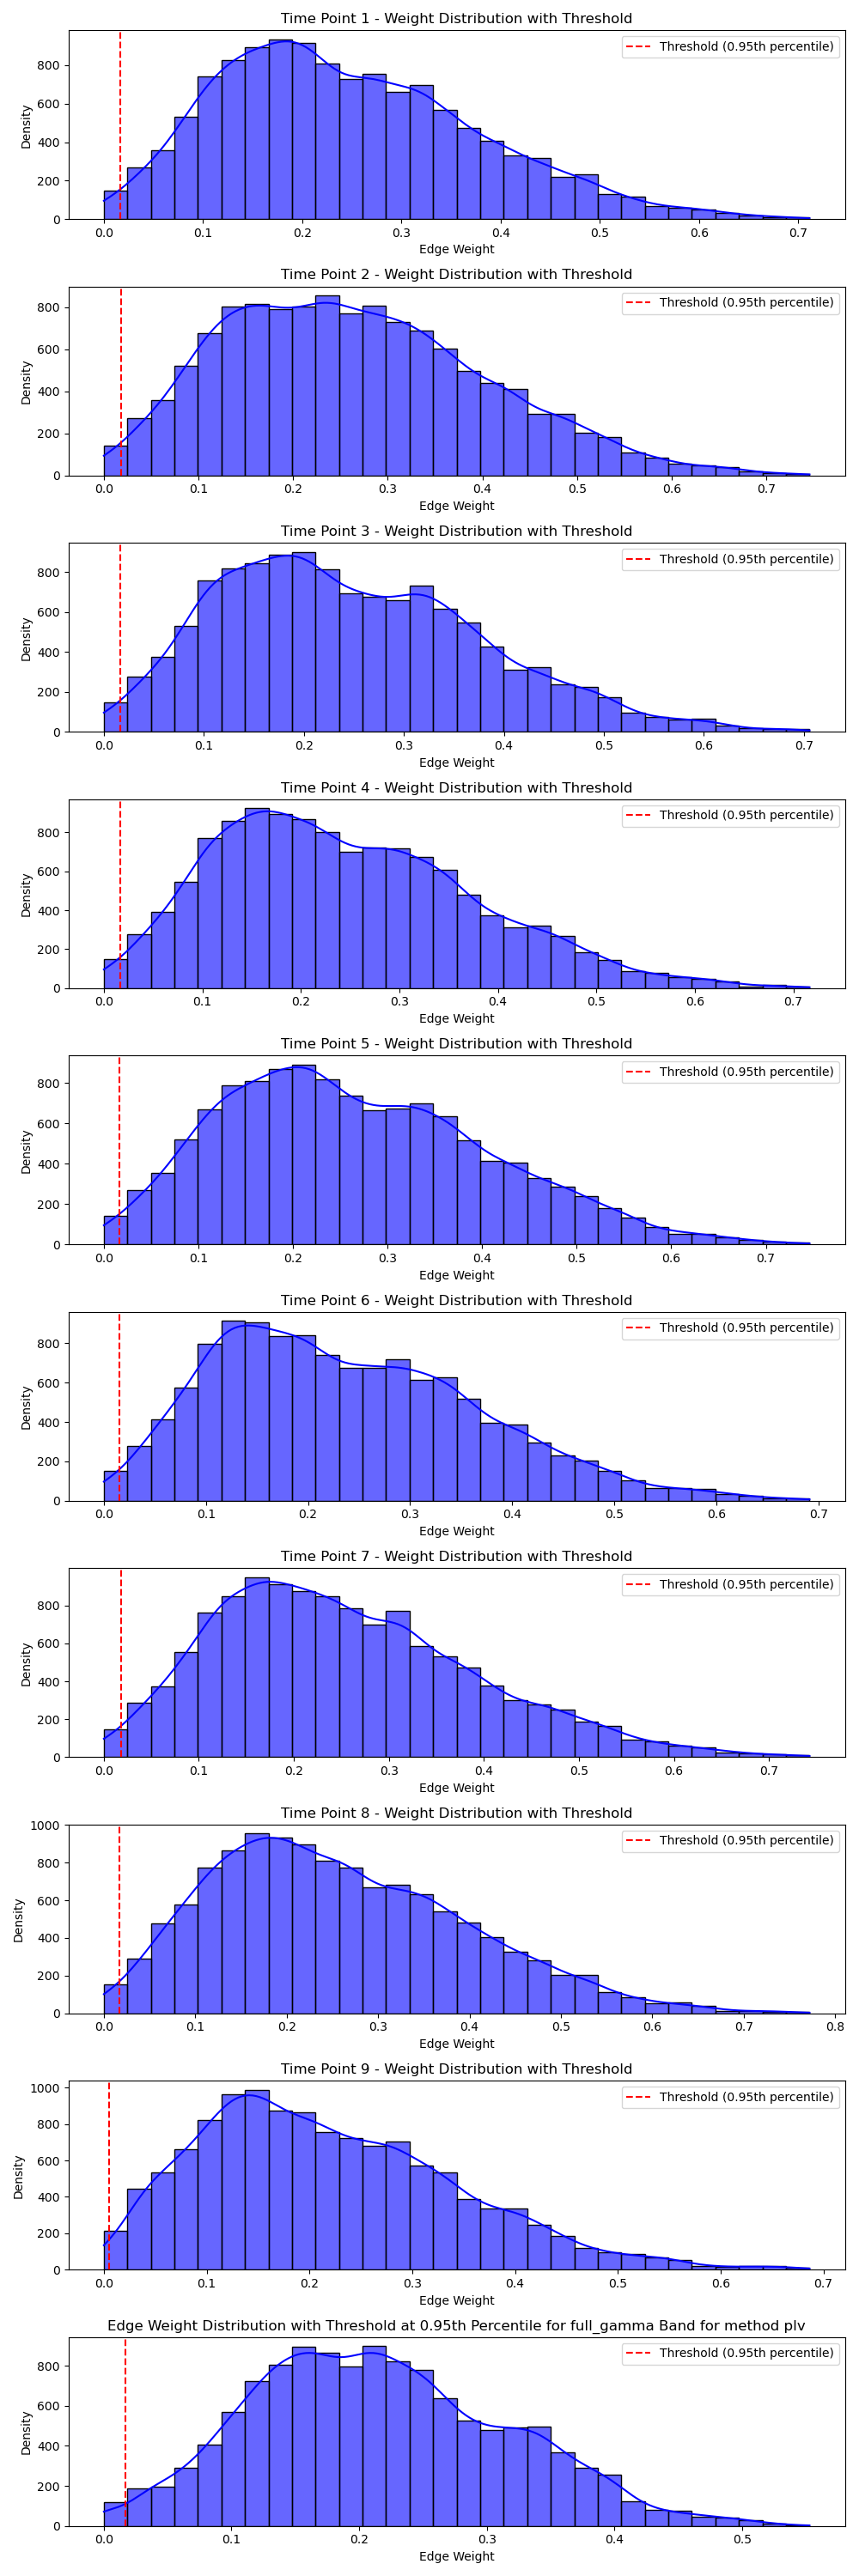 Time Point 1 - Weight Distribution with Threshold
Threshold (0.95th percentile)
Density
800
600
400
200
0
0.0 0.1 0.2 0.3 0.4 0.5 0.6 0.7
Edge Weight
Time Point 2 - Weight Distribution with Threshold
Threshold (0.95th percentile)
Density
800
600
400
200
0
0.0 0.1 0.2 0.3 0.4 0.5 0.6 0.7
Edge Weight
Time Point 3 - Weight Distribution with Threshold
Threshold (0.95th percentile)
Density
800
600
400
200
0
0.0 0.1 0.2 0.3 0.4 0.5 0.6 0.7
Edge Weight
Time Point 4 - Weight Distribution with Threshold
Threshold (0.95th percentile)
Density
800
600
400
200
0
0.0 0.1 0.2 0.3 0.4 0.5 0.6 0.7
Edge Weight
Time Point 5 - Weight Distribution with Threshold
Threshold (0.95th percentile)
Density
800
600
400
200
0
0.0 0.1 0.2 0.3 0.4 0.5 0.6 0.7
Edge Weight
Time Point 6 - Weight Distribution with Threshold
Threshold (0.95th percentile)
Density
800
600
400
200
0
0.0 0.1 0.2 0.3 0.4 0.5 0.6 0.7
Edge Weight
Time Point 7 - Weight Distribution with Threshold
Threshold (0.95th percentile)
Density
800
600
400
200
0
0.0 0.1 0.2 0.3 0.4 0.5 0.6 0.7
Edge Weight
Time Point 8 - Weight Distribution with Threshold
Threshold (0.95th percentile)
Density
1000
800
600
400
200
0
0.0 0.1 0.2 0.3 0.4 0.5 0.6 0.7 0.8
Edge Weight
Time Point 9 - Weight Distribution with Threshold
Threshold (0.95th percentile)
Density
1000
800
600
400
200
0
0.0 0.1 0.2 0.3 0.4 0.5 0.6 0.7
Edge Weight
Edge Weight Distribution with Threshold at 0.95th Percentile for full_gamma Band for method plv
Threshold (0.95th percentile)
Density
800
600
400
200
0
0.0 0.1 0.2 0.3 0.4 0.5
Edge Weight